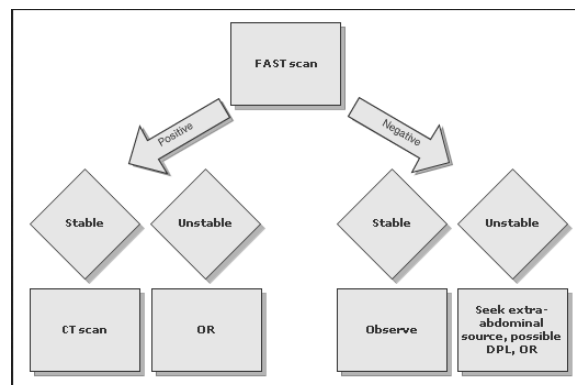 FAST scan
Positive
Negative
Stable
Unstable
Stable
Unstable
CT scan
OR
Observe
Seek extra-
abdominal
source, possible
DPL, OR